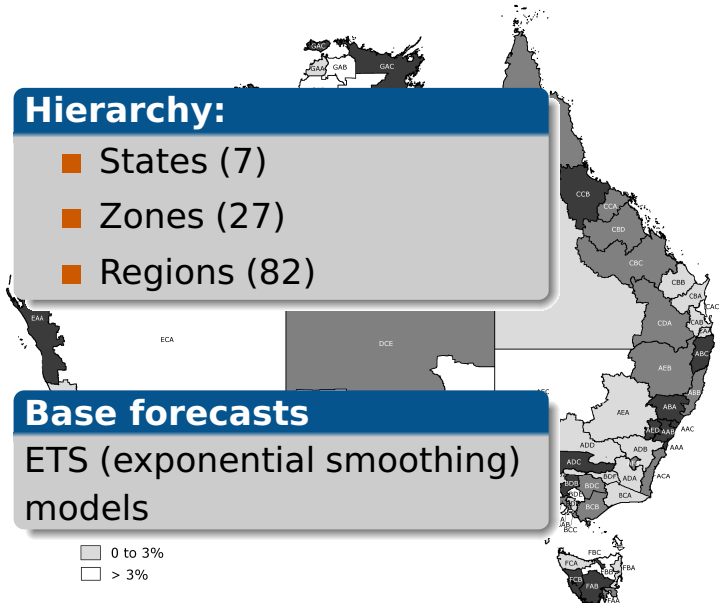 GAC
GAA GAB GAC
Hierarchy:
States (7)
Zones (27)
Regions (82)
CCB
CCA
CBD
CBC
CBB
CBA
CAC
EAA
ECA
DCE
CDA
CAB
ABC
AEB
ABB
ABA
AEA
Base forecasts
ETS (exponential smoothing)
models
AED AAB AAC
ADD ADB AAA
ADC
BDF ADA ACA
BDB BDC
BCA
BCB
BCC
0 to 3%
> 3%
FBC
FCA
FBB FBA
FCB FAB
FAA